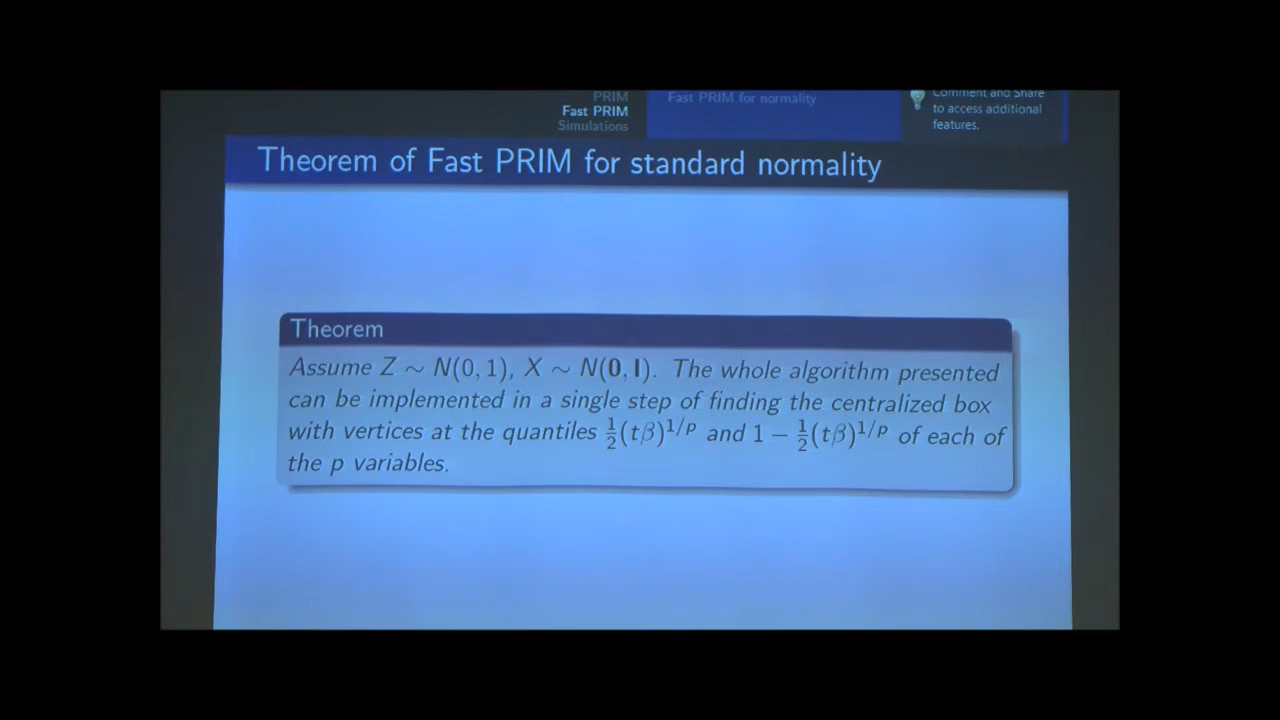 PRIM
Fast PRIM
Simulations
Fast PRIM for normality
Comment and Share
to access additional
features.
Theorem of Fast PRIM for standard normality
Theorem
Assume Z ∼ N(0, 1), X ∼ N(𝟎, 𝐈). The whole algorithm presented
can be implemented in a single step of finding the centralized box
with vertices at the quantiles ½(tβ)^{1/p} and 1 − ½(tβ)^{1/p} of each of
the p variables.